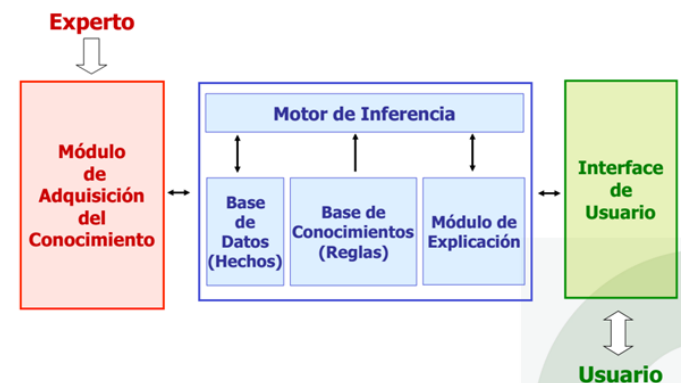 Experto
Módulo
de
Adquisición
del
Conocimiento
Motor de Inferencia
Base
de
Datos
(Hechos)
Base de
Conocimientos
(Reglas)
Módulo de
Explicación
Interface
de
Usuario
Usuario